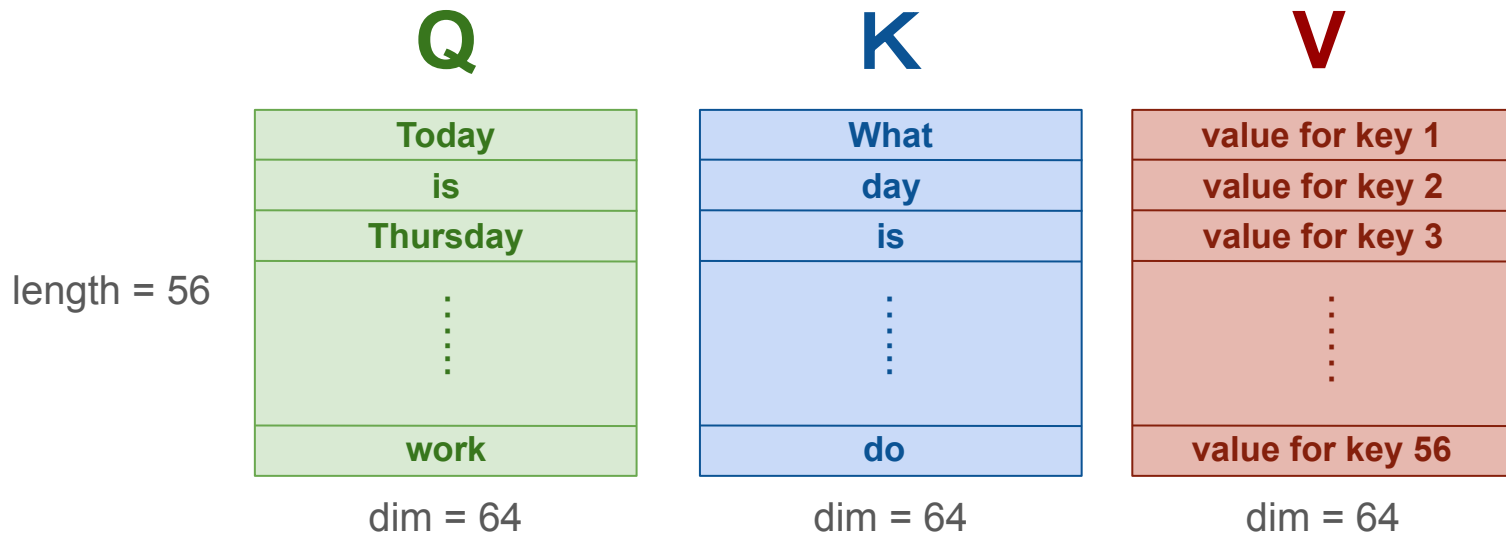 Q K V
Today What value for key 1
is day value for key 2
Thursday is value for key 3
length = 56
work do value for key 56
dim = 64 dim = 64 dim = 64